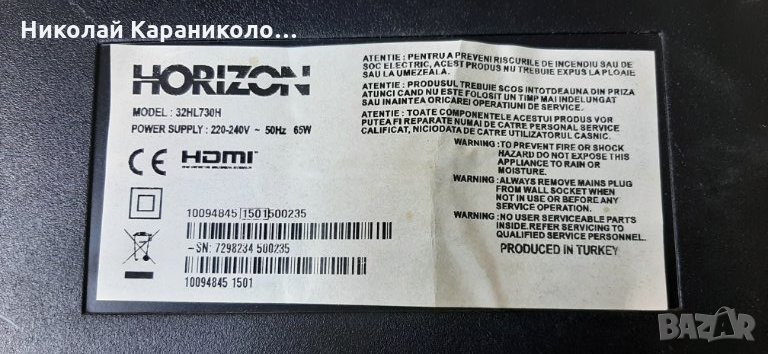 Николай Караниколо...
HORIZON
MODEL : 32HL730H
POWER SUPPLY : 220-240V ~ 50Hz 65W
CE HDMI
10094845 1501 500235
-SN: 7298234 500235
10094845 1501
ATENTIE : PENTRU A PREVENI RISCURILE DE INCENDIU SAU DE
SOC ELECTRIC, ACEST PRODUS NU TREBUIE EXPUS LA PLOAIE
SAU LA UMEZEALA.
ATENTIE : PRODUSUL TREBUIE SCOS INTOTDEAUNA DIN PRIZA
ATUNCI CAND NU ESTE FOLOSIT UN TIMP MAI INDELUNGAT
SAU INAINTEA ORICAREI OPERATIUNI DE SERVICE.
ATENTIE : TOATE COMPONENTELE ACESTUI PRODUS VOR
PUTEA FI REPARATE NUMAI DE CATRE PERSONAL SERVICE
CALIFICAT, NICIODATA DE CATRE UTILIZATORUL CASNIC.
WARNING :TO PREVENT FIRE OR SHOCK
HAZARD DO NOT EXPOSE THIS
APPLIANCE TO RAIN OR
MOISTURE.
WARNING :ALWAYS REMOVE MAINS PLUG
FROM WALL SOCKET WHEN
NOT IN USE OR BEFORE ANY
SERVICE OPERATION.
WARNING :NO USER SERVICEABLE PARTS
INSIDE.REFER SERVICING TO
QUALIFIED SERVICE PERSONNEL.
PRODUCED IN TURKEY
BAZAR